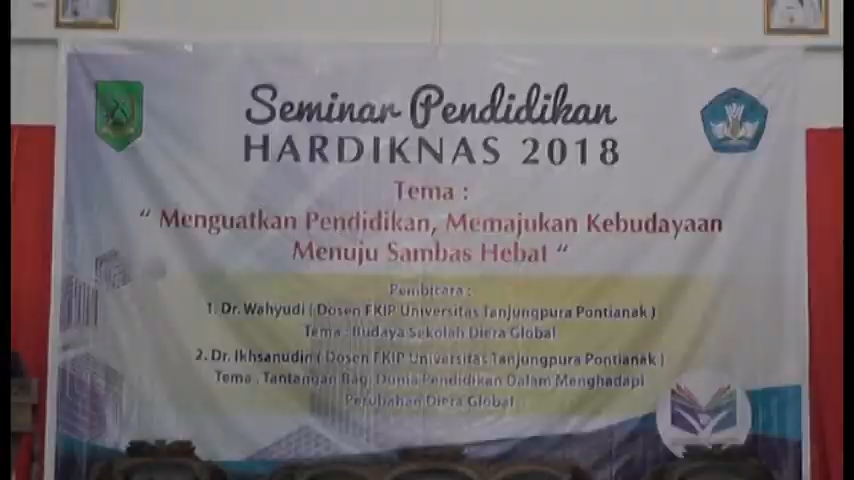 Seminar Pendidikan
HARDIKNAS 2018
Tema :
“ Menguatkan Pendidikan, Memajukan Kebudayaan
Menuju Sambas Hebat “
Pembicara :
1. Dr. Wahyudi ( Dosen FKIP Universitas Tanjungpura Pontianak )
Tema : Budaya Sekolah Diera Global
2. Dr. Ikhsanudin ( Dosen FKIP Universitas Tanjungpura Pontianak )
Tema : Tantangan Bagi Dunia Pendidikan Dalam Menghadapi
Perubahan Diera Global